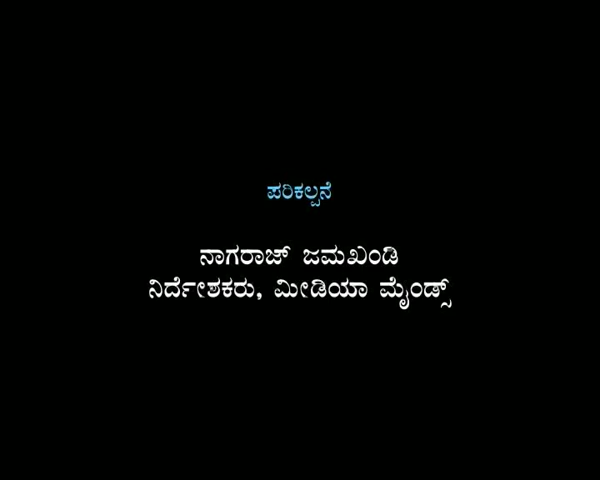 ಪರಿಕಲ್ಪನೆ
ನಾಗರಾಜ್ ಜಮಖಂಡಿ
ನಿರ್ದೇಶಕರು, ಮೀಡಿಯಾ ಮೈಂಡ್ಸ್